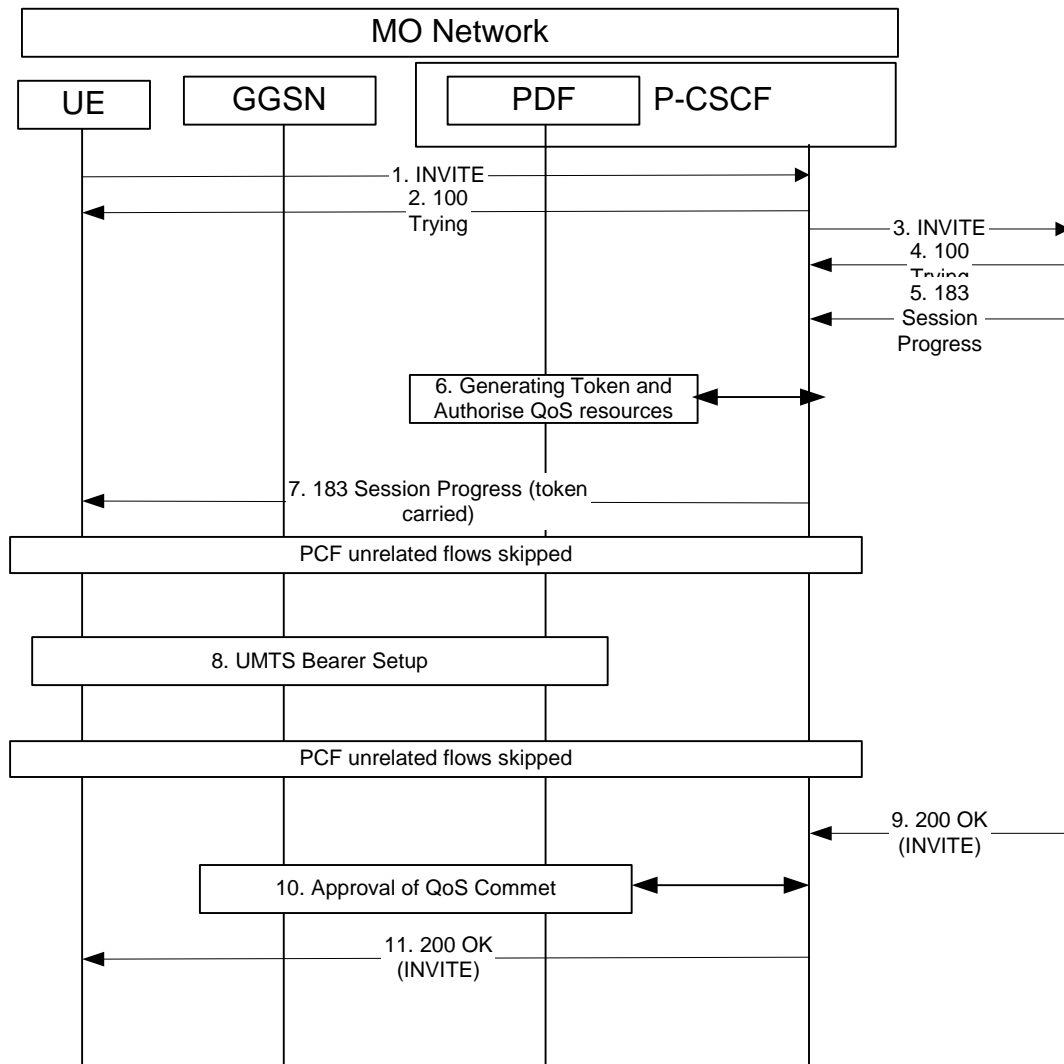 MO Network
UE
GGSN
PDF
P-CSCF
1. INVITE
2. 100
Trying
3. INVITE
4. 100
Trying
5. 183
Session
Progress
6. Generating Token and
Authorise QoS resources
7. 183 Session Progress (token
carried)
PCF unrelated flows skipped
8. UMTS Bearer Setup
PCF unrelated flows skipped
9. 200 OK
(INVITE)
10. Approval of QoS Commet
11. 200 OK
(INVITE)